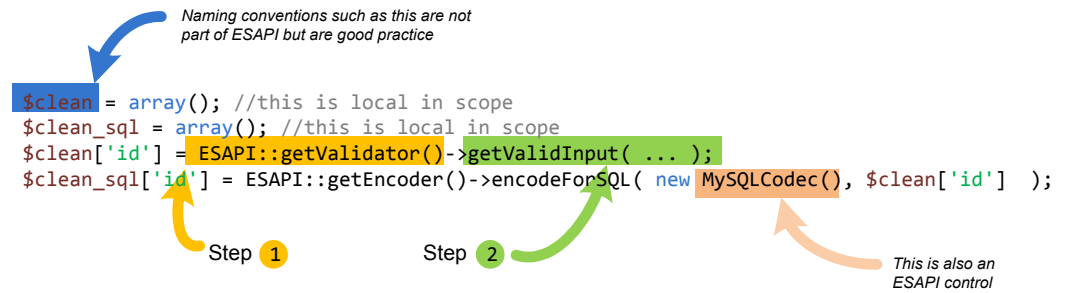 Naming conventions such as this are not
part of ESAPI but are good practice
$clean = array(); //this is local in scope
$clean_sql = array(); //this is local in scope
$clean['id'] = ESAPI::getValidator()->getValidInput( ... );
$clean_sql['id'] = ESAPI::getEncoder()->encodeForSQL( new MySQLCodec(), $clean['id'] );
Step 1
Step 2
This is also an
ESAPI control